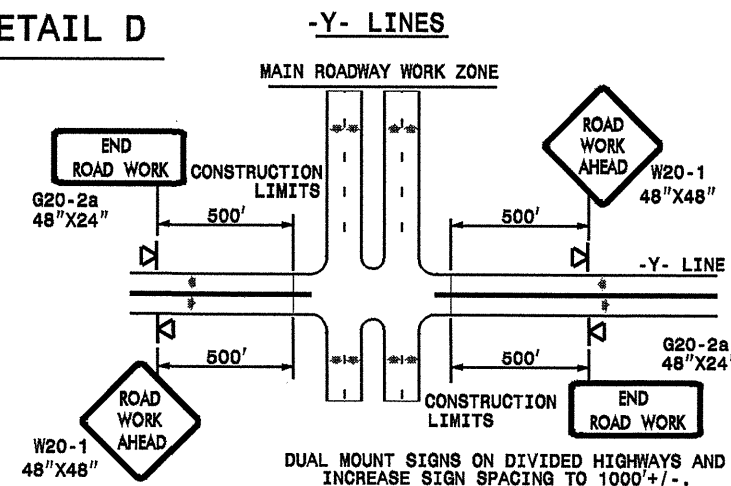 ETAIL D
-Y- LINES
MAIN ROADWAY WORK ZONE
END
ROAD WORK
G20-2a
48"X24"
CONSTRUCTION
LIMITS
500'
ROAD
WORK
AHEAD
W20-1
48"X48"
500'
-Y- LINE
500'
ROAD
WORK
AHEAD
W20-1
48"X48"
500'
G20-2a
48"X24"
CONSTRUCTION
LIMITS
END
ROAD WORK
DUAL MOUNT SIGNS ON DIVIDED HIGHWAYS AND
INCREASE SIGN SPACING TO 1000'+/-.